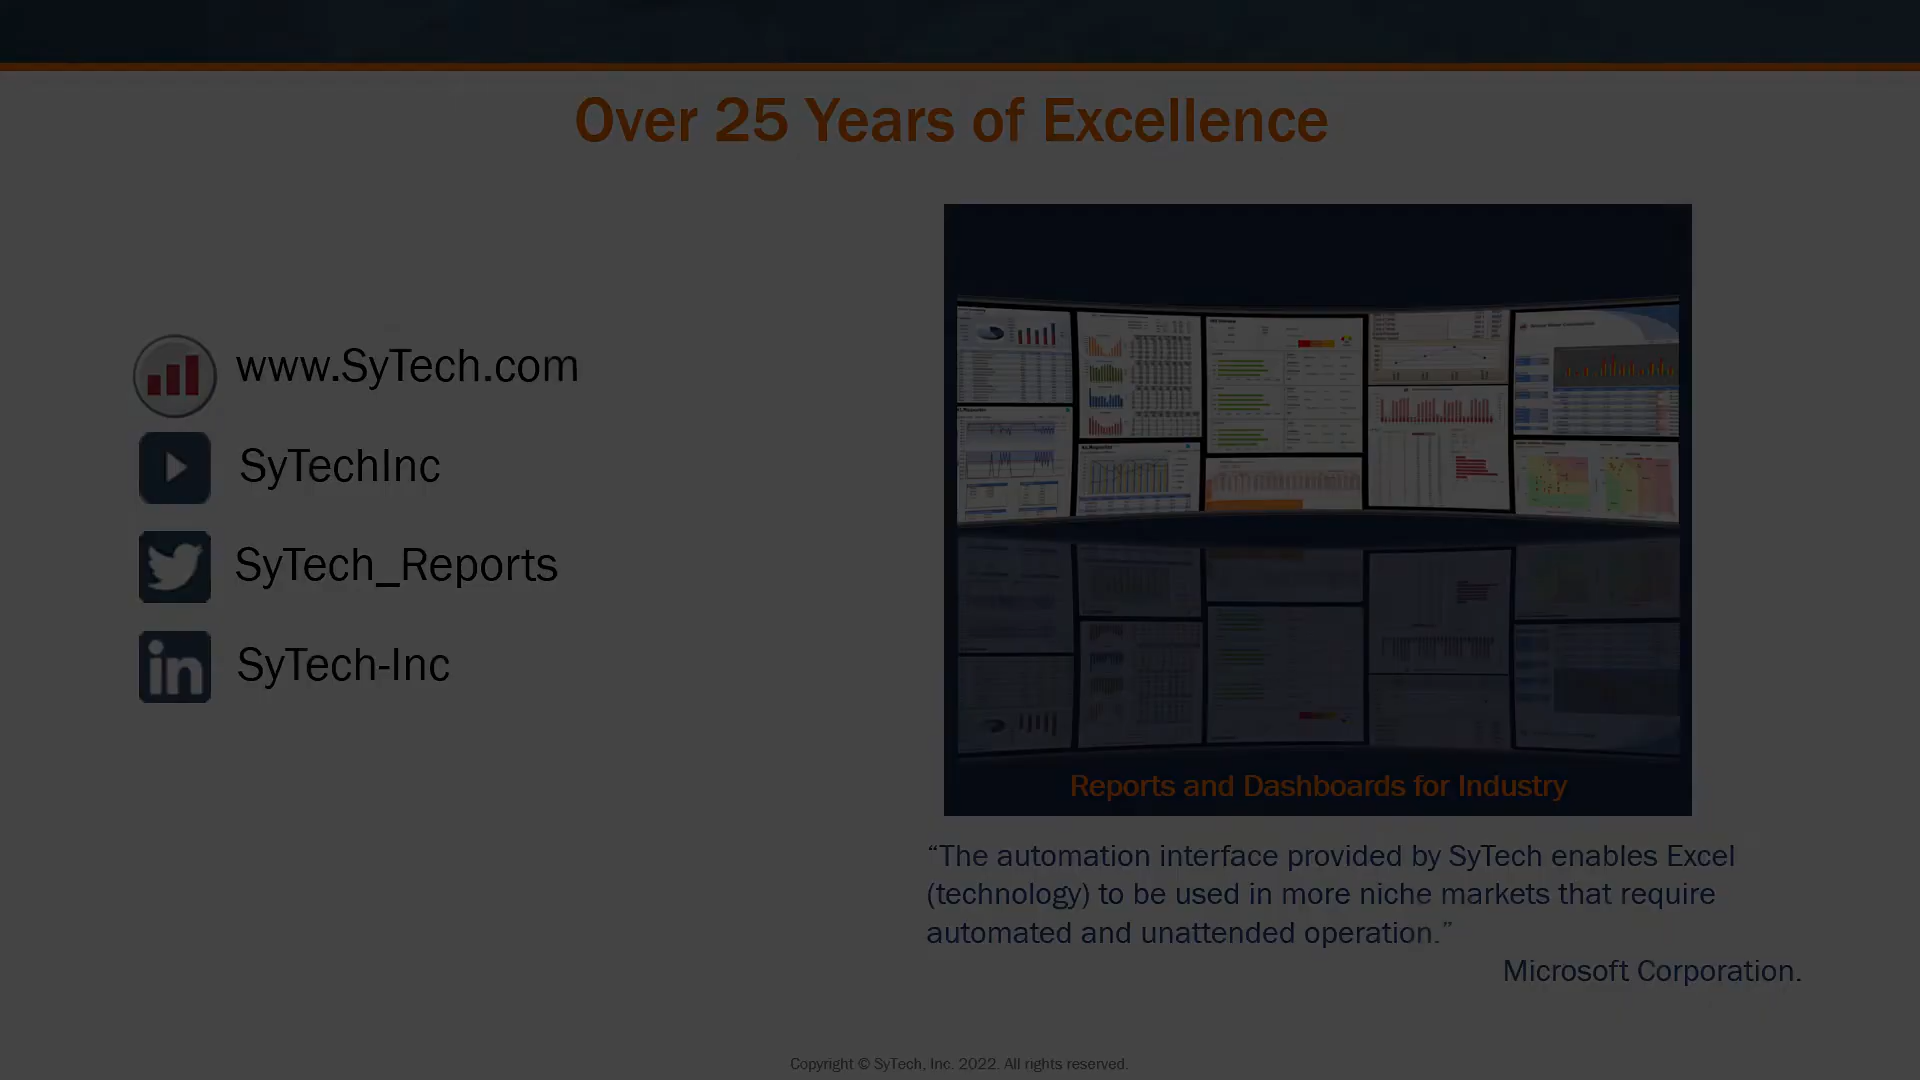 Over 25 Years of Excellence
www.SyTech.com
SyTechInc
SyTech_Reports
in SyTech-Inc
Reports and Dashboards for Industry
“The automation interface provided by SyTech enables Excel
(technology) to be used in more niche markets that require
automated and unattended operation.”
Microsoft Corporation.
Copyright © SyTech, Inc. 2022. All rights reserved.